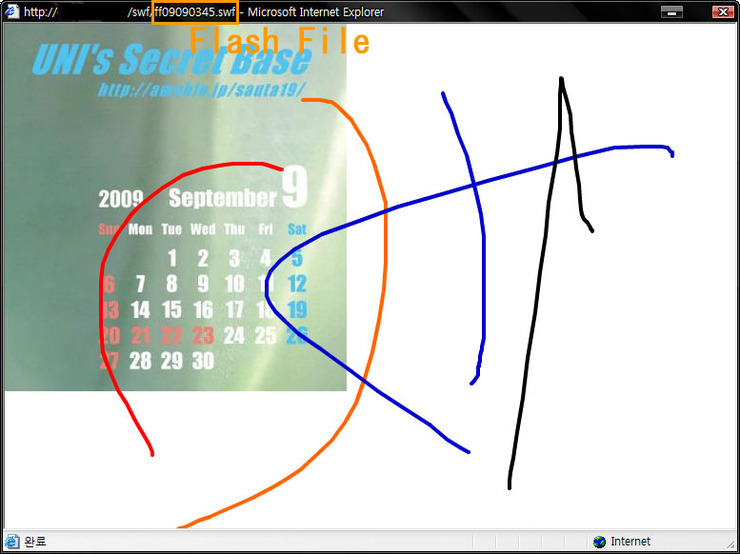 http:// /swf/ff09090345.swf - Microsoft Internet Explorer
Flash File
UNI's Secret Base
http://ameblo.jp/sauta19/
2009 September 9
Sun Mon Tue Wed Thu Fri Sat
1 2 3 4 5
6 7 8 9 10 11 12
13 14 15 16 17 18 19
20 21 22 23 24 25 26
27 28 29 30
완료 Internet